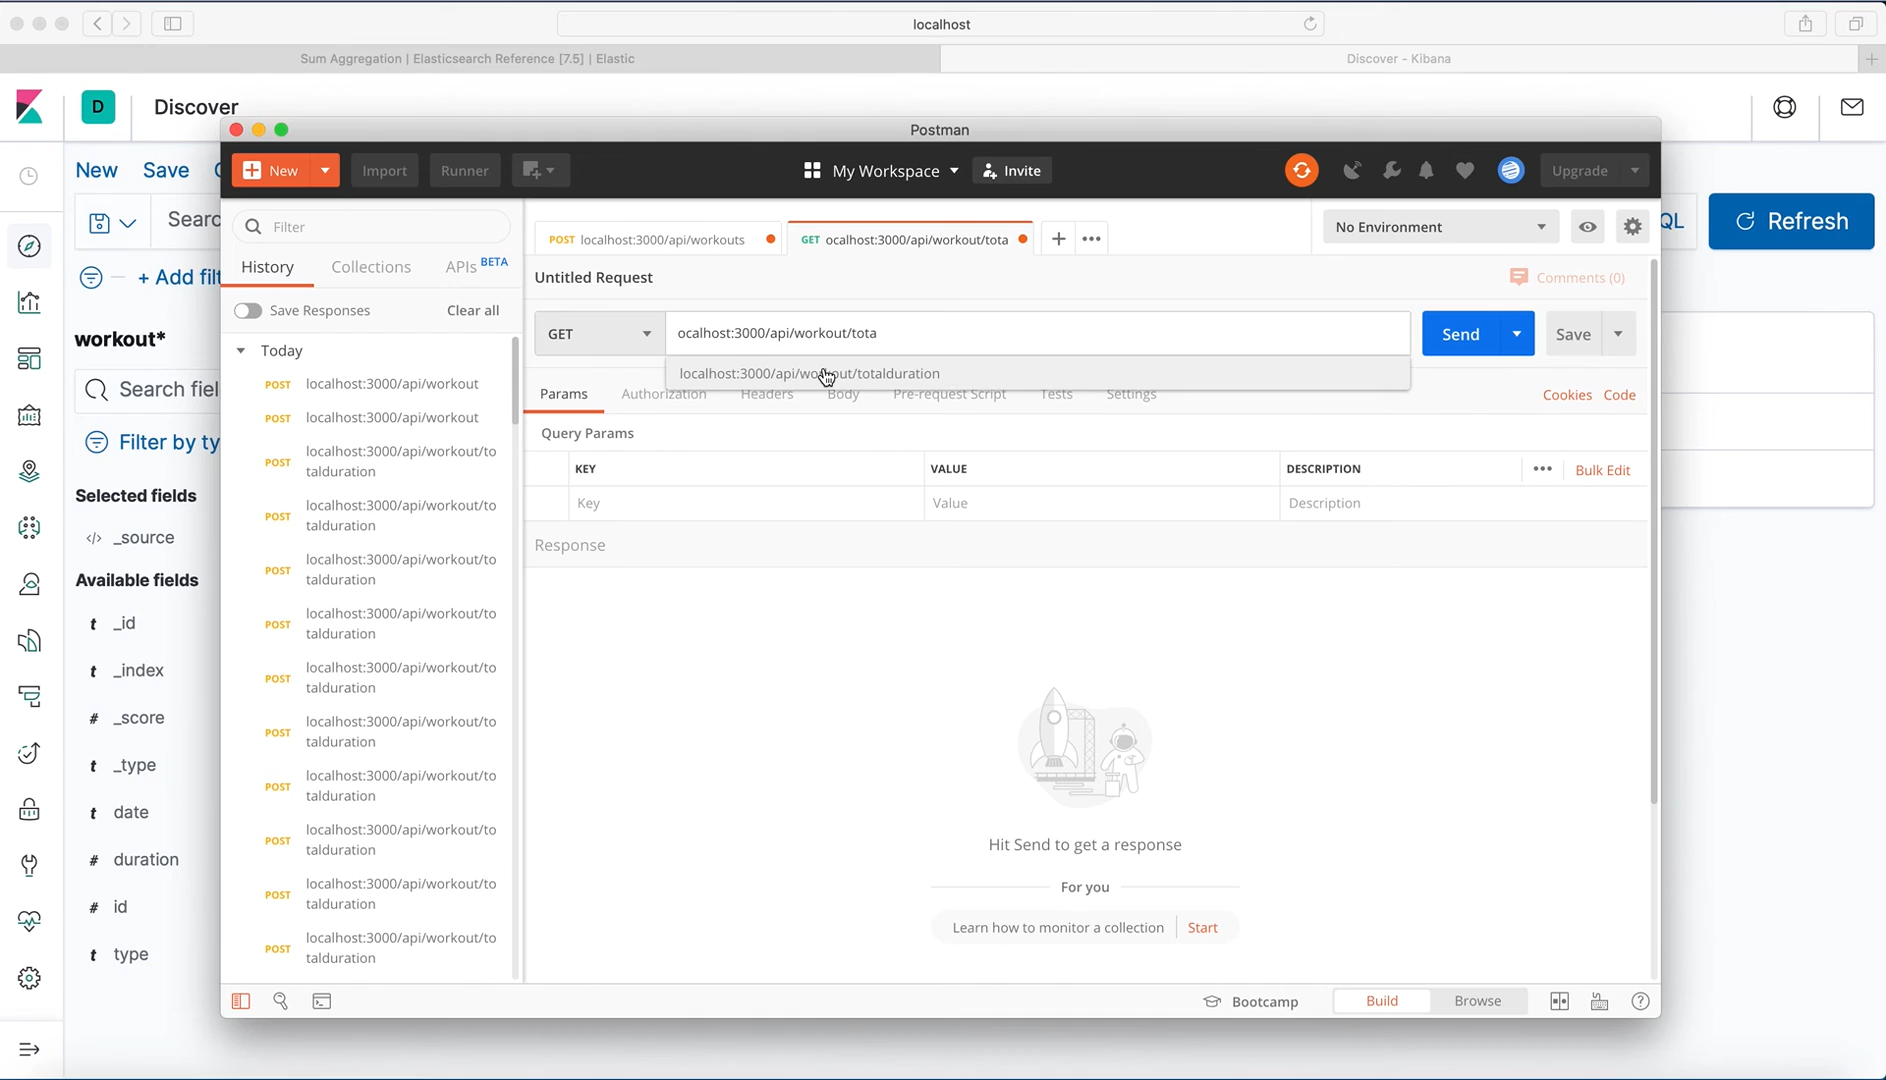 localhost
Sum Aggregation | Elasticsearch Reference [7.5] | Elastic
Discover - Kibana
D
Discover
New
Save
Searc
+ Add filt
workout*
Search fiel
Filter by ty
Selected fields
</> _source
Available fields
t _id
t _index
# _score
t _type
t date
# duration
# id
t type
QL
Refresh
Postman
New
Import
Runner
My Workspace
Invite
Upgrade
Filter
History
Collections
APIs BETA
Save Responses
Clear all
Today
POST localhost:3000/api/workout
POST localhost:3000/api/workout
POST localhost:3000/api/workout/to
talduration
POST localhost:3000/api/workout/to
talduration
POST localhost:3000/api/workout/to
talduration
POST localhost:3000/api/workout/to
talduration
POST localhost:3000/api/workout/to
talduration
POST localhost:3000/api/workout/to
talduration
POST localhost:3000/api/workout/to
talduration
POST localhost:3000/api/workout/to
talduration
POST localhost:3000/api/workout/to
talduration
POST localhost:3000/api/workout/to
talduration
POST localhost:3000/api/workouts
GET ocalhost:3000/api/workout/tota
No Environment
Untitled Request
Comments (0)
GET
ocalhost:3000/api/workout/tota
Send
Save
localhost:3000/api/workout/totalduration
Params
Authorization
Headers
Body
Pre-request Script
Tests
Settings
Cookies
Code
Query Params
KEY
VALUE
DESCRIPTION
Bulk Edit
Key
Value
Description
Response
Hit Send to get a response
For you
Learn how to monitor a collection
Start
Bootcamp
Build
Browse